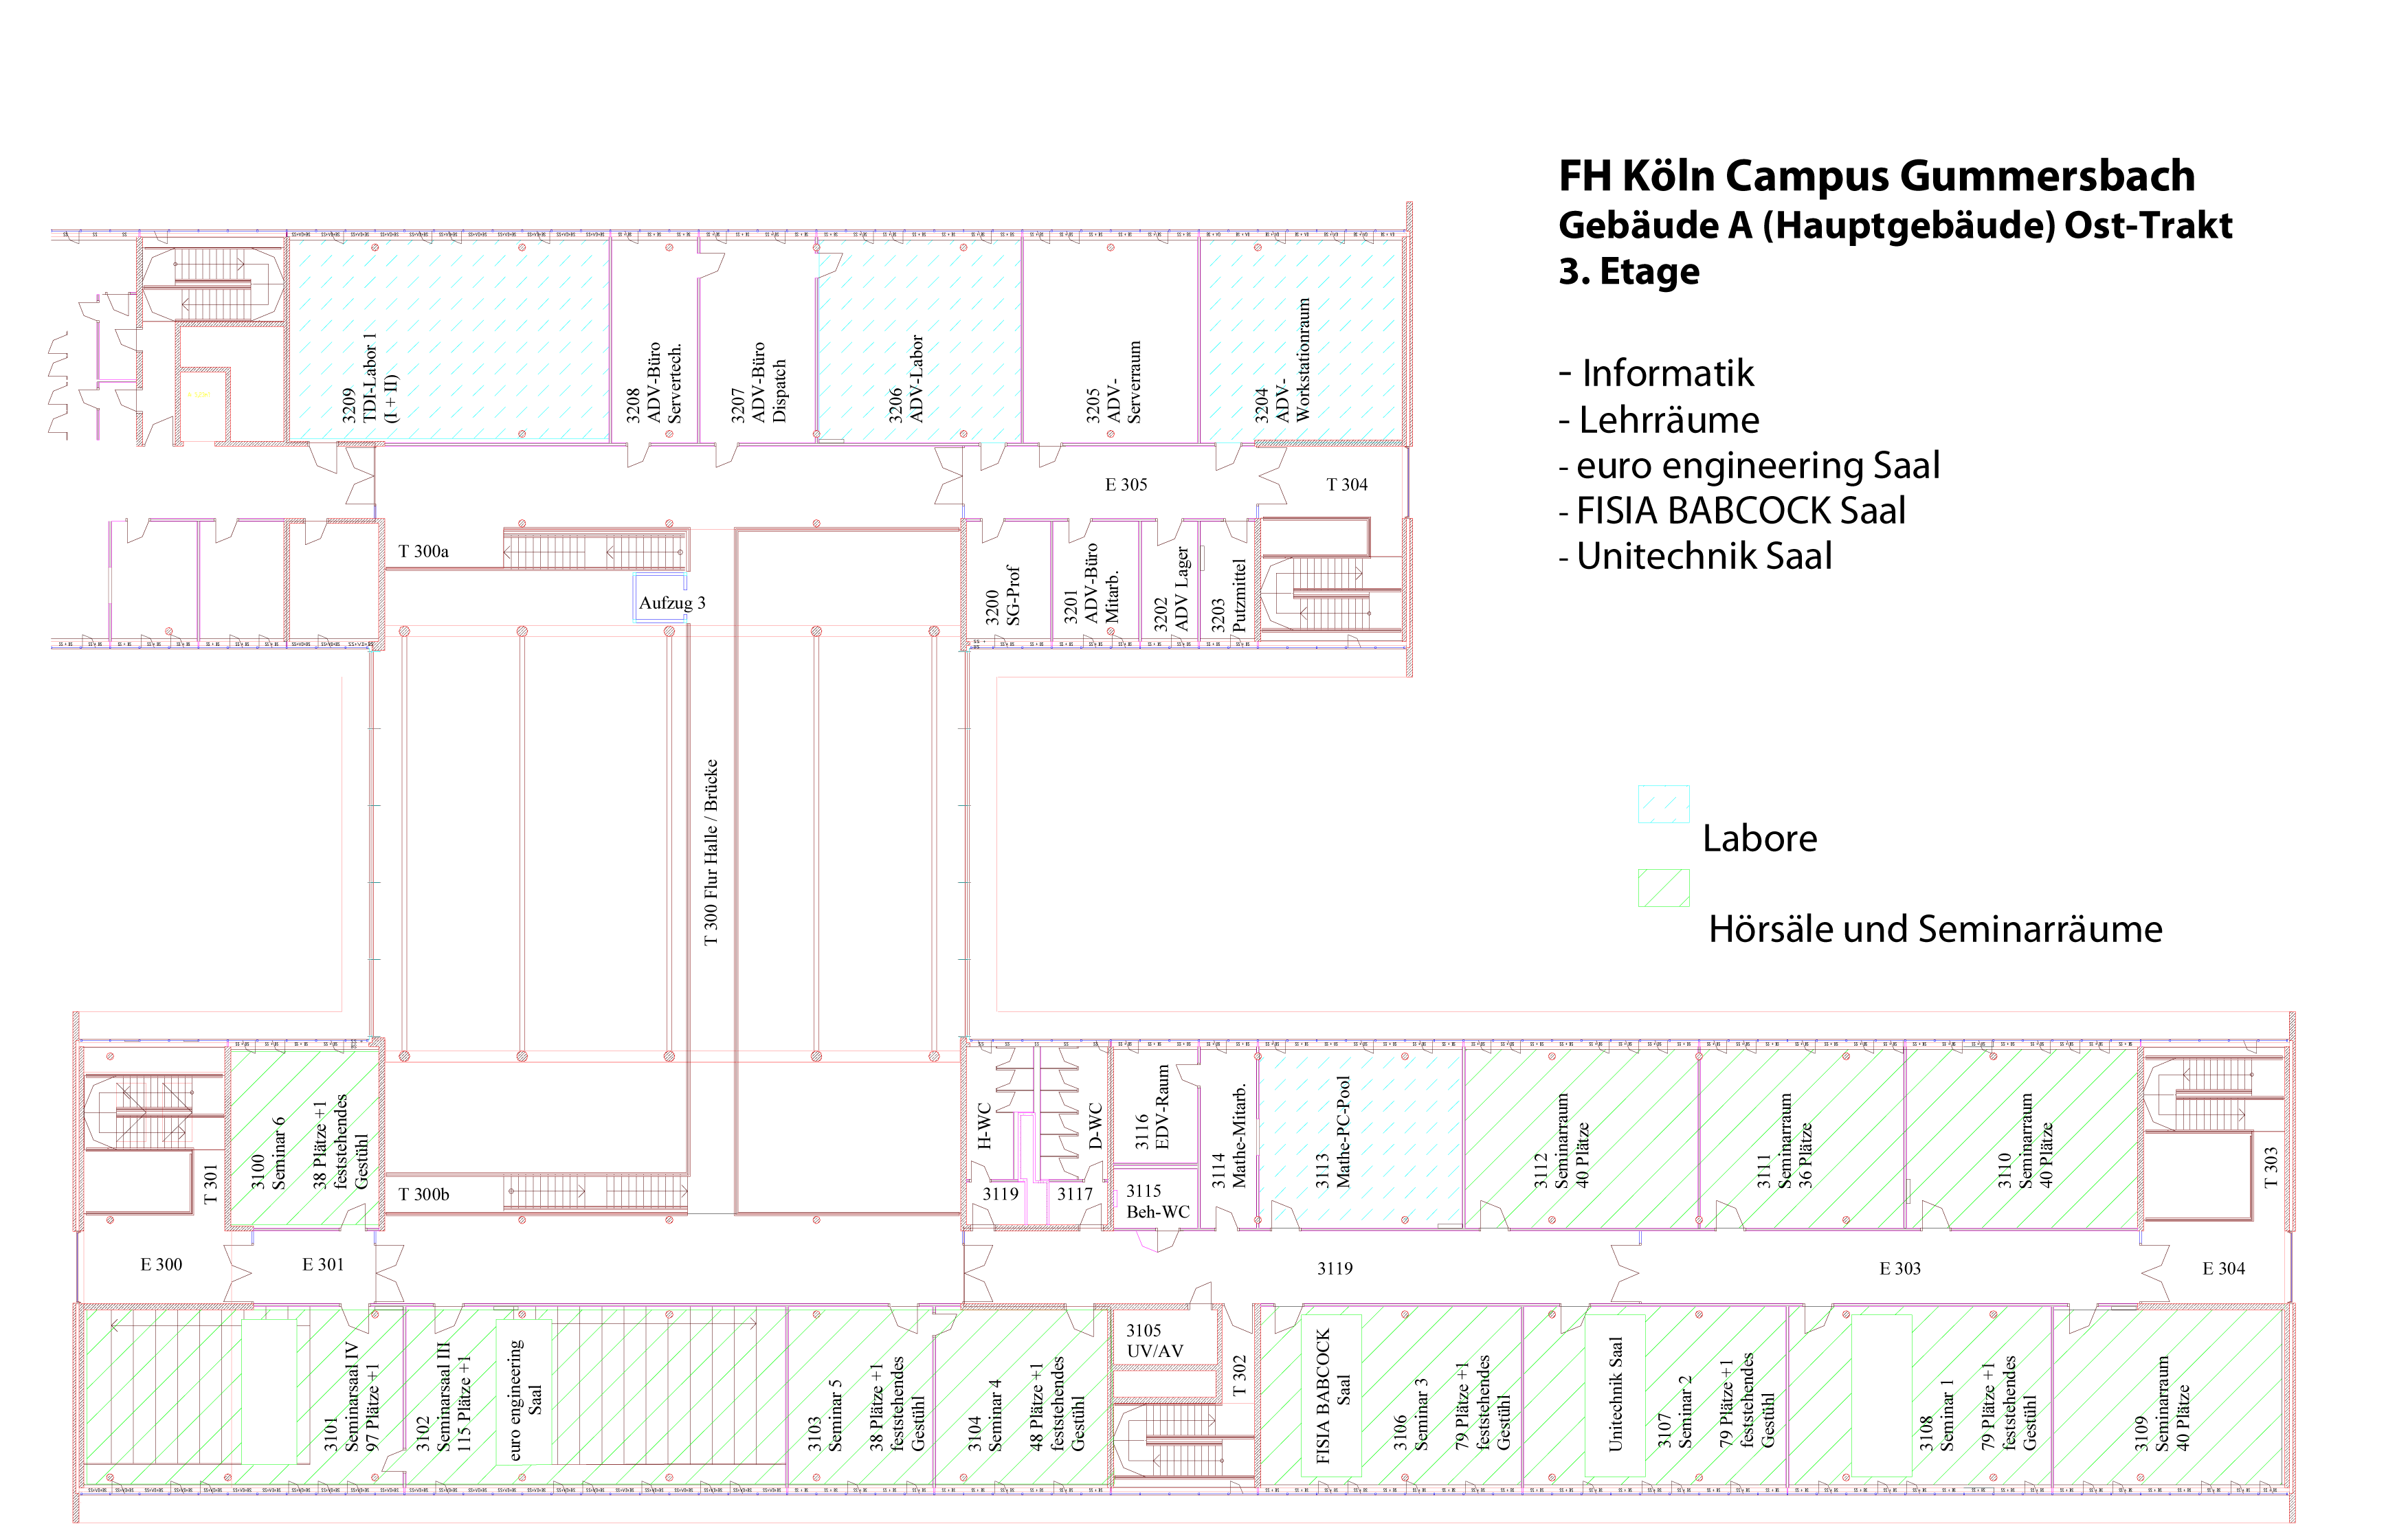 FH Köln Campus Gummersbach
Gebäude A (Hauptgebäude) Ost-Trakt
3. Etage
- Informatik
- Lehrräume
- euro engineering Saal
- FISIA BABCOCK Saal
- Unitechnik Saal
Labore
Hörsäle und Seminarräume
3209
TDI-Labor 1
(I + II)
3208
ADV-Büro
Servertech.
3207
ADV-Büro
Dispatch
3206
ADV-Labor
3205
ADV-
Serverraum
3204
ADV-
Workstationraum
E 305
T 304
T 300a
Aufzug 3
3200
SG-Prof
3201
ADV-Büro
Mitarb.
3202
ADV Lager
3203
Putzmittel
T 300 Flur Halle / Brücke
T 301
3100
Seminar 6
38 Plätze +1
feststehendes
Gestühl
T 300b
H-WC
D-WC
3119
3117
3116
EDV-Raum
3115
Beh-WC
3114
Mathe-Mitarb.
3113
Mathe-PC-Pool
3112
Seminarraum
40 Plätze
3111
Seminarraum
36 Plätze
3110
Seminarraum
40 Plätze
T 303
E 300
E 301
3119
E 303
E 304
3101
Seminarsaal IV
97 Plätze +1
3102
Seminarsaal III
115 Plätze +1
euro engineering
Saal
3103
Seminar 5
38 Plätze +1
feststehendes
Gestühl
3104
Seminar 4
48 Plätze +1
feststehendes
Gestühl
3105
UV/AV
T 302
FISIA BABCOCK
Saal
3106
Seminar 3
79 Plätze +1
feststehendes
Gestühl
Unitechnik Saal
3107
Seminar 2
79 Plätze +1
feststehendes
Gestühl
3108
Seminar 1
79 Plätze +1
feststehendes
Gestühl
3109
Seminarraum
40 Plätze